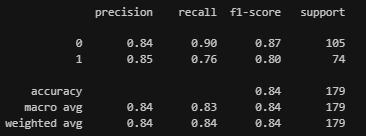 precision recall f1-score support
0 0.84 0.90 0.87 105
1 0.85 0.76 0.80 74
accuracy 0.84 179
macro avg 0.84 0.83 0.84 179
weighted avg 0.84 0.84 0.84 179